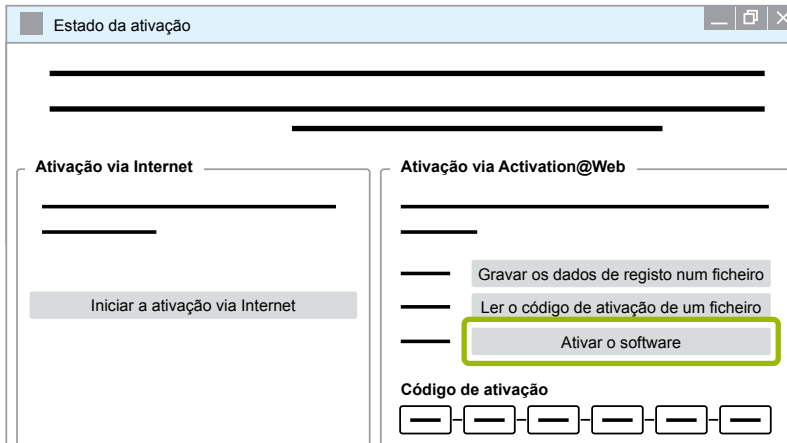 Estado da ativação
Ativação via Internet
Iniciar a ativação via Internet
Ativação via Activation@Web
Gravar os dados de registo num ficheiro
Ler o código de ativação de um ficheiro
Ativar o software
Código de ativação